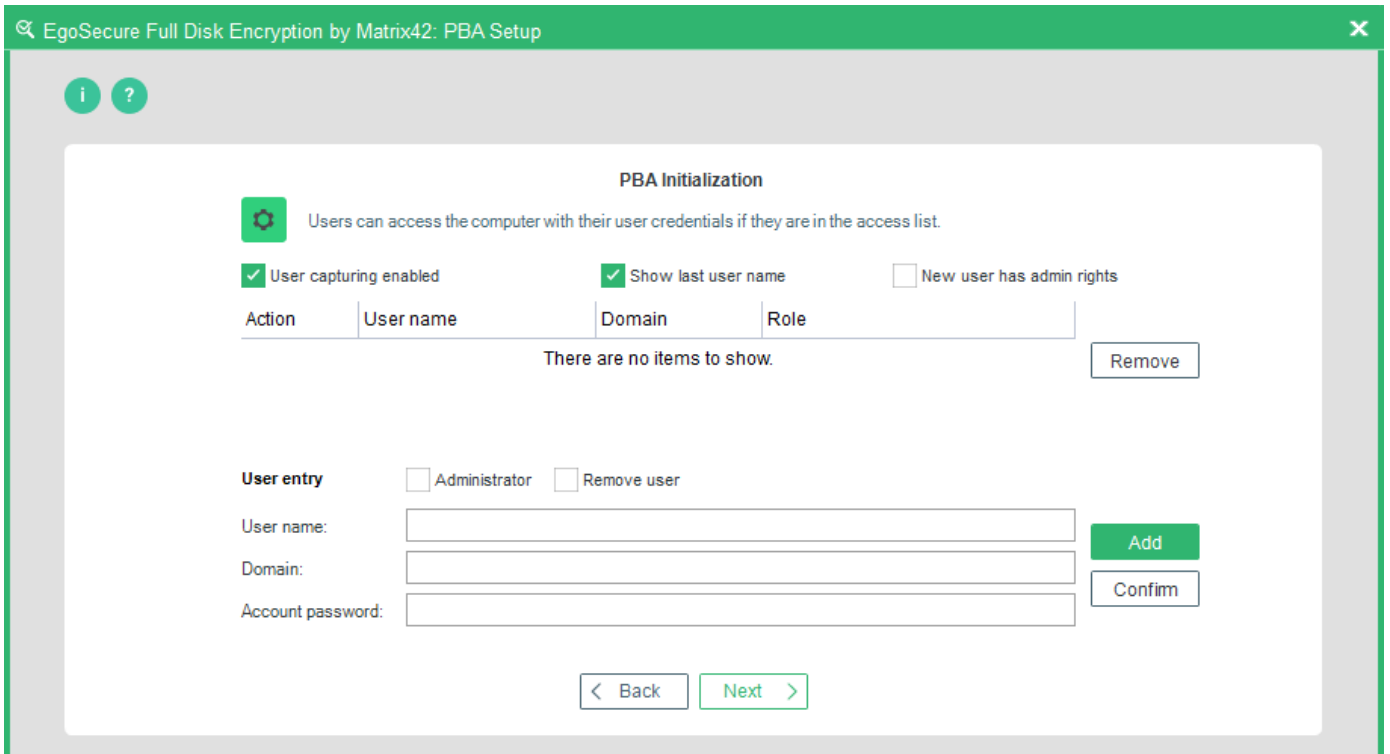 EgoSecure Full Disk Encryption by Matrix42: PBA Setup
i ?
PBA Initialization
Users can access the computer with their user credentials if they are in the access list.
User capturing enabled Show last user name New user has admin rights
Action User name Domain Role
There are no items to show.
Remove
User entry Administrator Remove user
User name:
Add
Domain:
Confirm
Account password:
Back Next